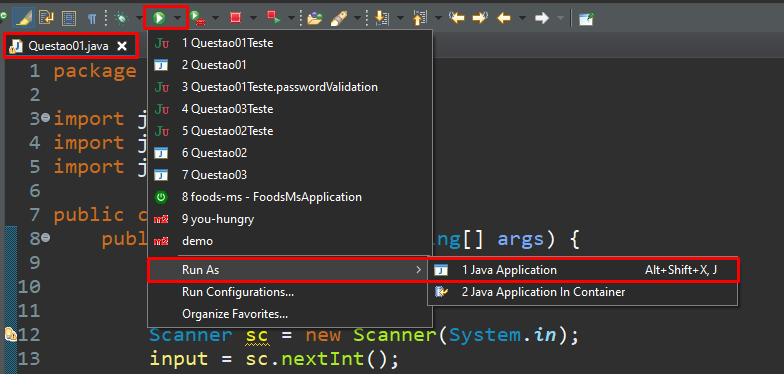 Questao01.java
1 package
2
3 import j
4 import j
5 import j
6
7 public c
8 pub ing[] args) {
9
10
11
12 Scanner sc = new Scanner(System.in);
13 input = sc.nextInt();
1 Questao01Teste
2 Questao01
3 Questao01Teste.passwordValidation
4 Questao03Teste
5 Questao02Teste
6 Questao02
7 Questao03
8 foods-ms - FoodsMsApplication
9 you-hungry
demo
Run As
Run Configurations...
Organize Favorites...
1 Java Application Alt+Shift+X, J
2 Java Application In Container